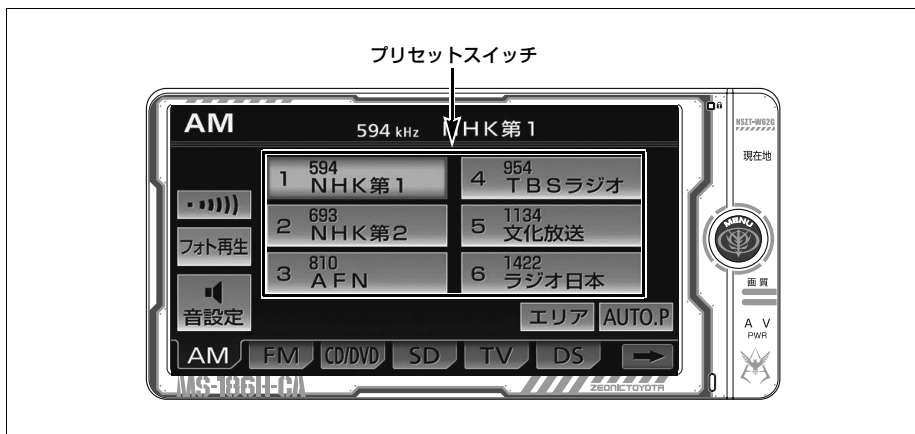 プリセットスイッチ
AM
594 kHz NHK第1
1 594 NHK第1
4 954 TBSラジオ
2 693 NHK第2
5 1134 文化放送
3 810 AFN
6 1422 ラジオ日本
フォト再生
音設定
エリア
AUTO.P
AM FM CD/DVD SD TV DS
MS-186H-CA
ZEONICTOYOTA
NSZT-W62G
現在地
MENU
画質
A V
PWR